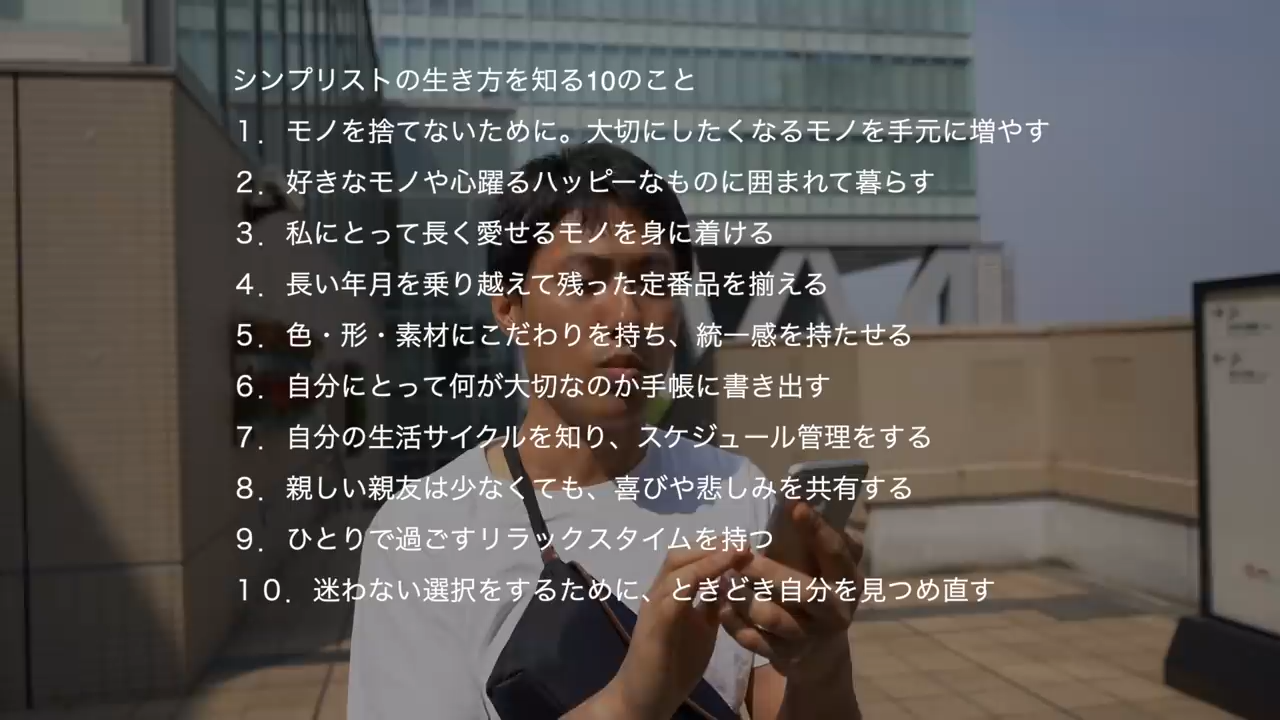 シンプリストの生き方を知る10のこと
１．モノを捨てないために。大切にしたくなるモノを手元に増やす
２．好きなモノや心躍るハッピーなものに囲まれて暮らす
３．私にとって長く愛せるモノを身に着ける
４．長い年月を乗り越えて残った定番品を揃える
５．色・形・素材にこだわりを持ち、統一感を持たせる
６．自分にとって何が大切なのか手帳に書き出す
７．自分の生活サイクルを知り、スケジュール管理をする
８．親しい親友は少なくても、喜びや悲しみを共有する
９．ひとりで過ごすリラックスタイムを持つ
１０．迷わない選択をするために、ときどき自分を見つめ直す